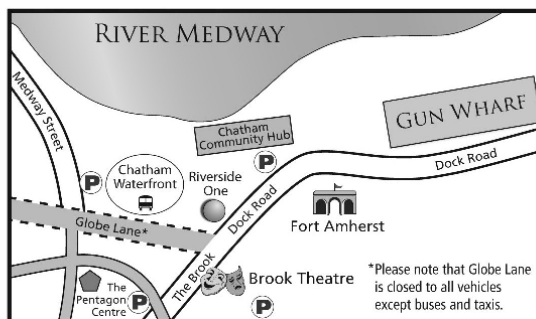 RIVER MEDWAY
Medway Street
Chatham
Community Hub
P
GUN WHARF
Dock Road
P
Chatham
Waterfront
Riverside
One
Dock Road
Fort Amherst
Globe Lane*
The Brook
Brook Theatre
The
Pentagon
Centre
P
P
*Please note that Globe Lane
is closed to all vehicles
except buses and taxis.